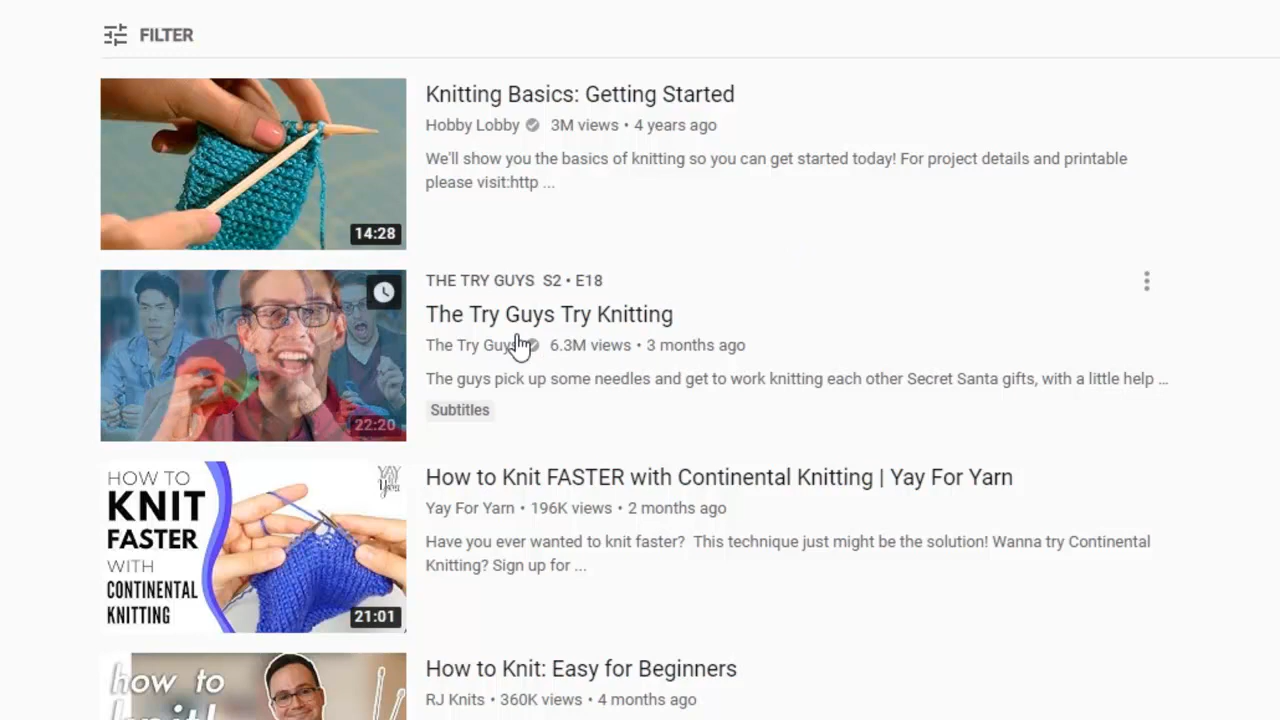 FILTER
Knitting Basics: Getting Started
Hobby Lobby 3M views • 4 years ago
We'll show you the basics of knitting so you can get started today! For project details and printable
please visit:http ...
14:28
THE TRY GUYS S2 • E18
The Try Guys Try Knitting
The Try Guys 6.3M views • 3 months ago
The guys pick up some needles and get to work knitting each other Secret Santa gifts, with a little help ...
22:20
Subtitles
HOW TO
KNIT
FASTER
WITH
CONTINENTAL
KNITTING
YAY
For
Yarn
21:01
How to Knit FASTER with Continental Knitting | Yay For Yarn
Yay For Yarn • 196K views • 2 months ago
Have you ever wanted to knit faster? This technique just might be the solution! Wanna try Continental
Knitting? Sign up for ...
how to
knit!
How to Knit: Easy for Beginners
RJ Knits • 360K views • 4 months ago